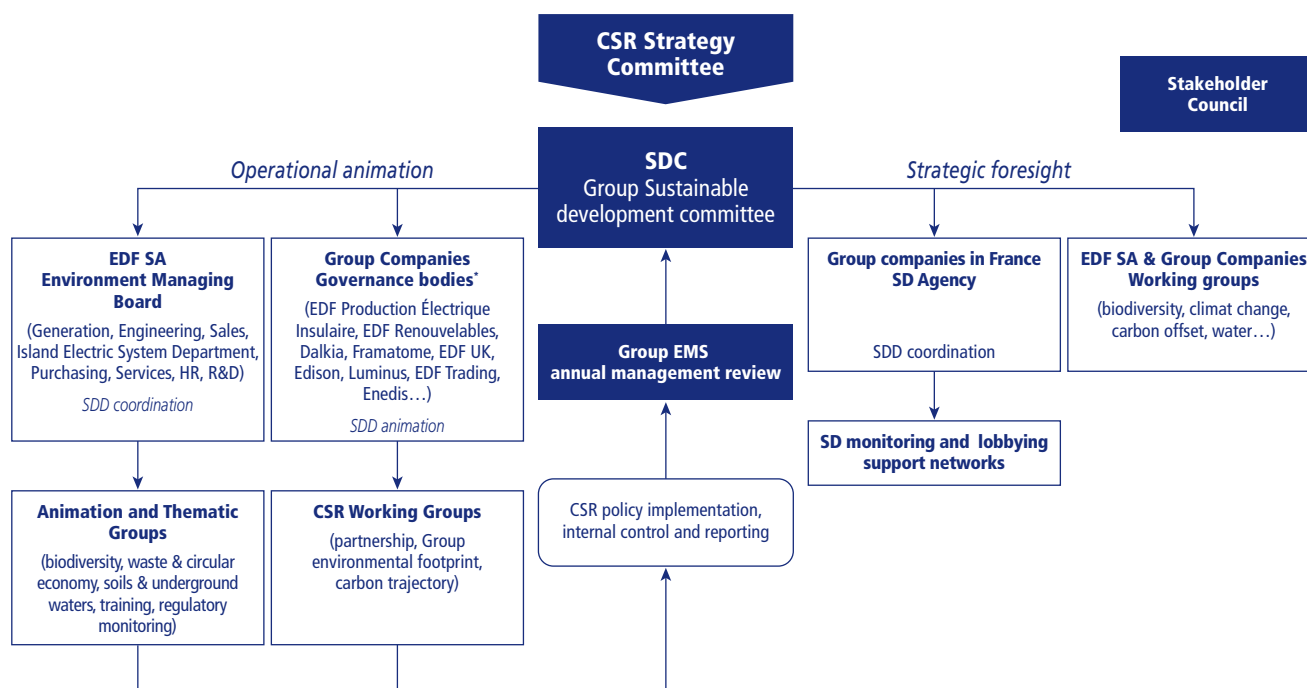 CSR Strategy
Committee
Stakeholder
Council
SDC
Group Sustainable
development committee
Operational animation
Strategic foresight
EDF SA
Environment Managing
Board
(Generation, Engineering, Sales,
Island Electric System Department,
Purchasing, Services, HR, R&D)
SDD coordination
Group Companies
Governance bodies*
(EDF Production Électrique
Insulaire, EDF Renouvelables,
Dalkia, Framatome, EDF UK,
Edison, Luminus, EDF Trading,
Enedis…)
SDD animation
Group EMS
annual management review
Group companies in France
SD Agency
SDD coordination
EDF SA & Group Companies
Working groups
(biodiversity, climat change,
carbon offset, water…)
SD monitoring and lobbying
support networks
Animation and Thematic
Groups
(biodiversity, waste & circular
economy, soils & underground
waters, training, regulatory
monitoring)
CSR Working Groups
(partnership, Group
environmental footprint,
carbon trajectory)
CSR policy implementation,
internal control and reporting